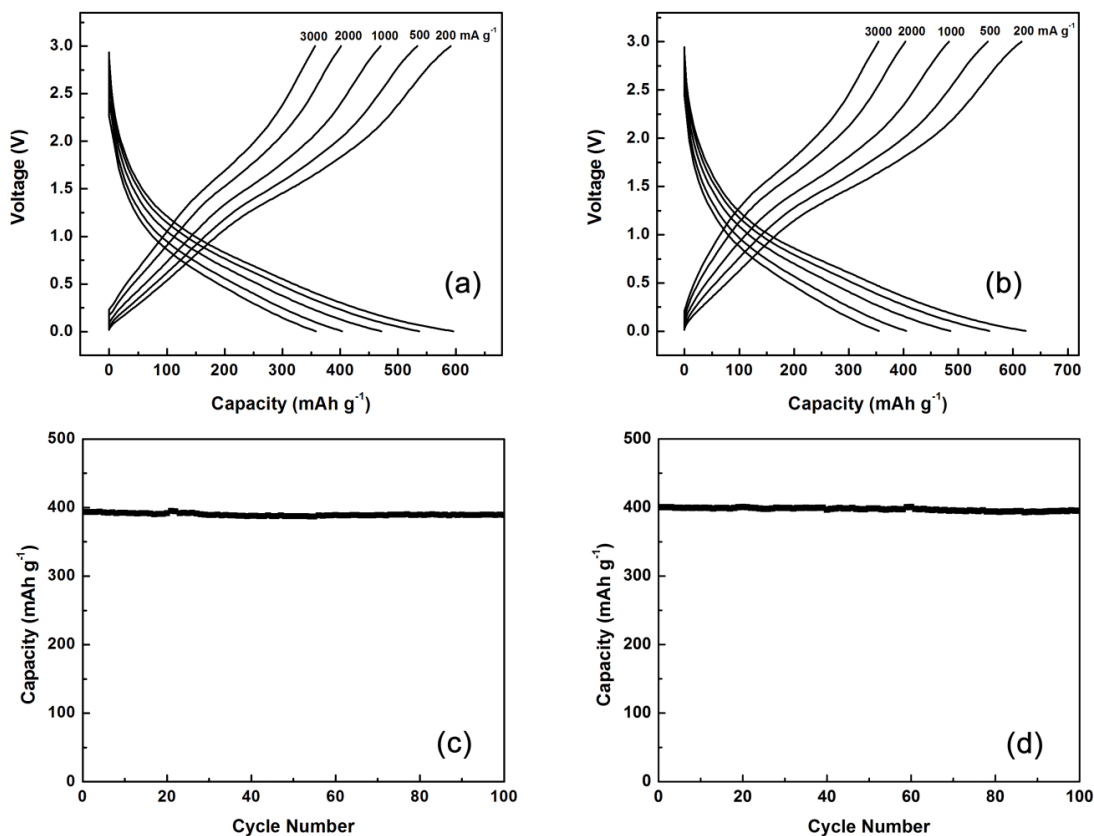 3000 2000 1000 500 200 mA g⁻¹
3.0
2.5
2.0
1.5
1.0
0.5
0.0
Voltage (V)
(a)
0 100 200 300 400 500 600
Capacity (mAh g⁻¹)
3000 2000 1000 500 200 mA g⁻¹
3.0
2.5
2.0
1.5
1.0
0.5
0.0
Voltage (V)
(b)
0 100 200 300 400 500 600 700
Capacity (mAh g⁻¹)
500
400
300
200
100
0
Capacity (mAh g⁻¹)
(c)
0 20 40 60 80 100
Cycle Number
500
400
300
200
100
0
Capacity (mAh g⁻¹)
(d)
0 20 40 60 80 100
Cycle Number